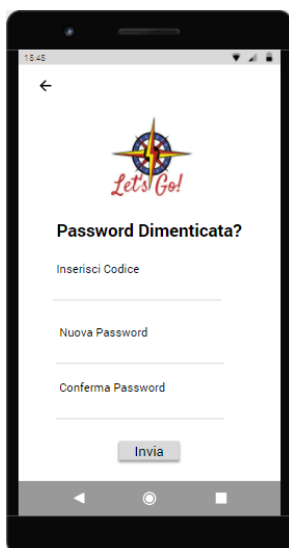 15:45
Let's Go!
Password Dimenticata?
Inserisci Codice
Nuova Password
Conferma Password
Invia